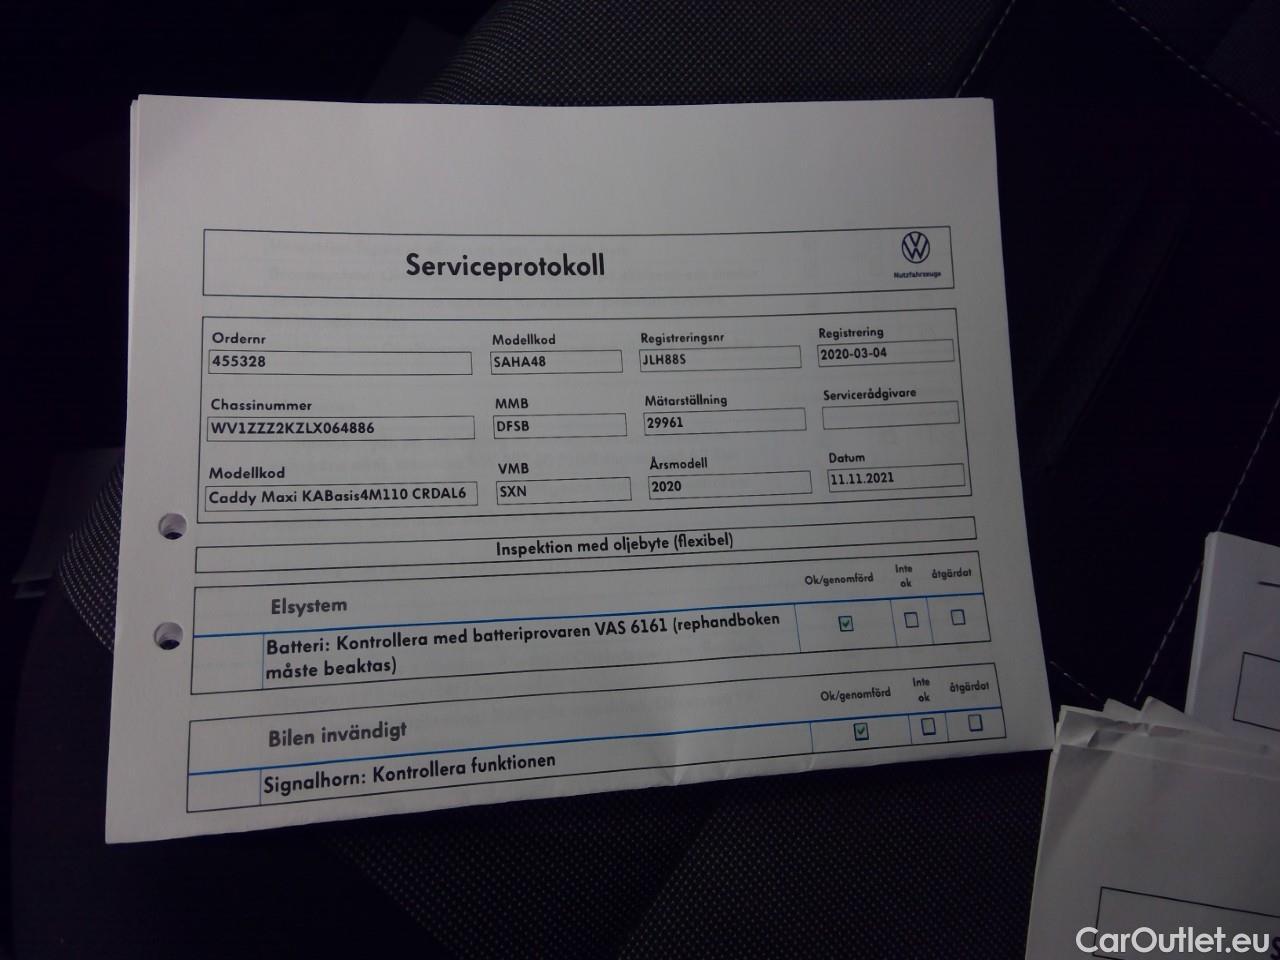 Serviceprotokoll
Nutzfahrzeuge
Ordernr
455328
Modellkod
SAHA48
Registreringsnr
JLH88S
Registrering
2020-03-04
Chassinummer
WV1ZZZ2KZLX064886
MMB
DFSB
Mätarställning
29961
Servicerådgivare
Modellkod
Caddy Maxi KABasis4M110 CRDAL6
VMB
SXN
Årsmodell
2020
Datum
11.11.2021
Inspektion med oljebyte (flexibel)
Elsystem
Ok/genomförd
Inte
ok
åtgärdat
Batteri: Kontrollera med batteriprovaren VAS 6161 (rephandboken
måste beaktas)
Bilen invändigt
Ok/genomförd
Inte
ok
åtgärdat
Signalhorn: Kontrollera funktionen
CarOutlet.eu